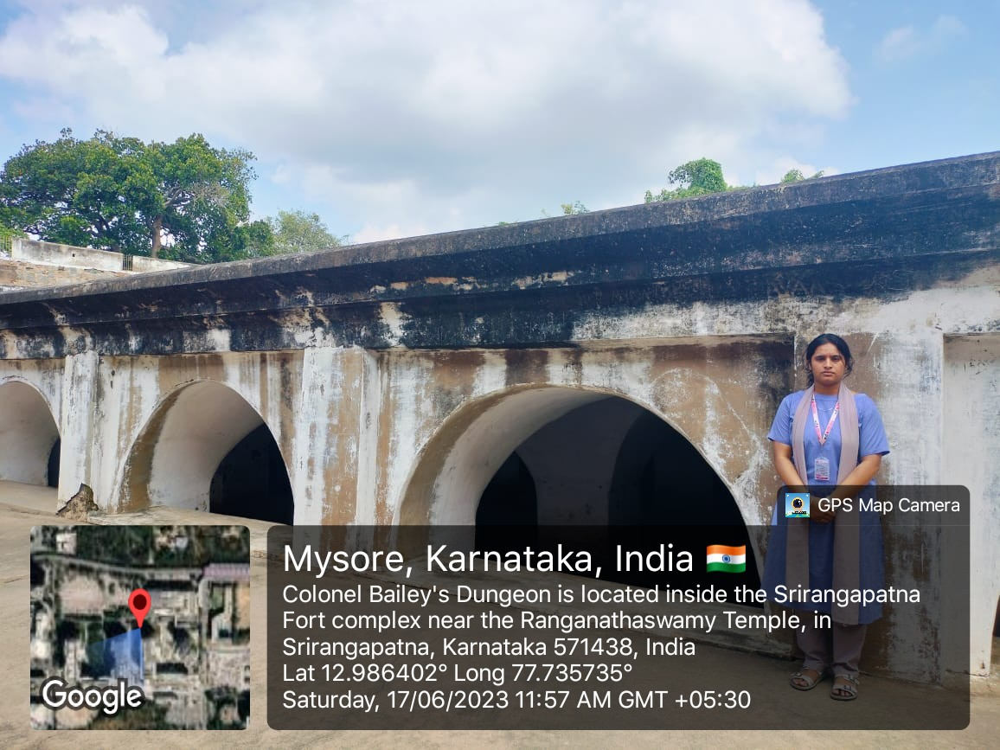 GPS Map Camera
Mysore, Karnataka, India 🇮🇳
Colonel Bailey's Dungeon is located inside the Srirangapatna
Fort complex near the Ranganathaswamy Temple, in
Srirangapatna, Karnataka 571438, India
Lat 12.986402° Long 77.735735°
Saturday, 17/06/2023 11:57 AM GMT +05:30
Google